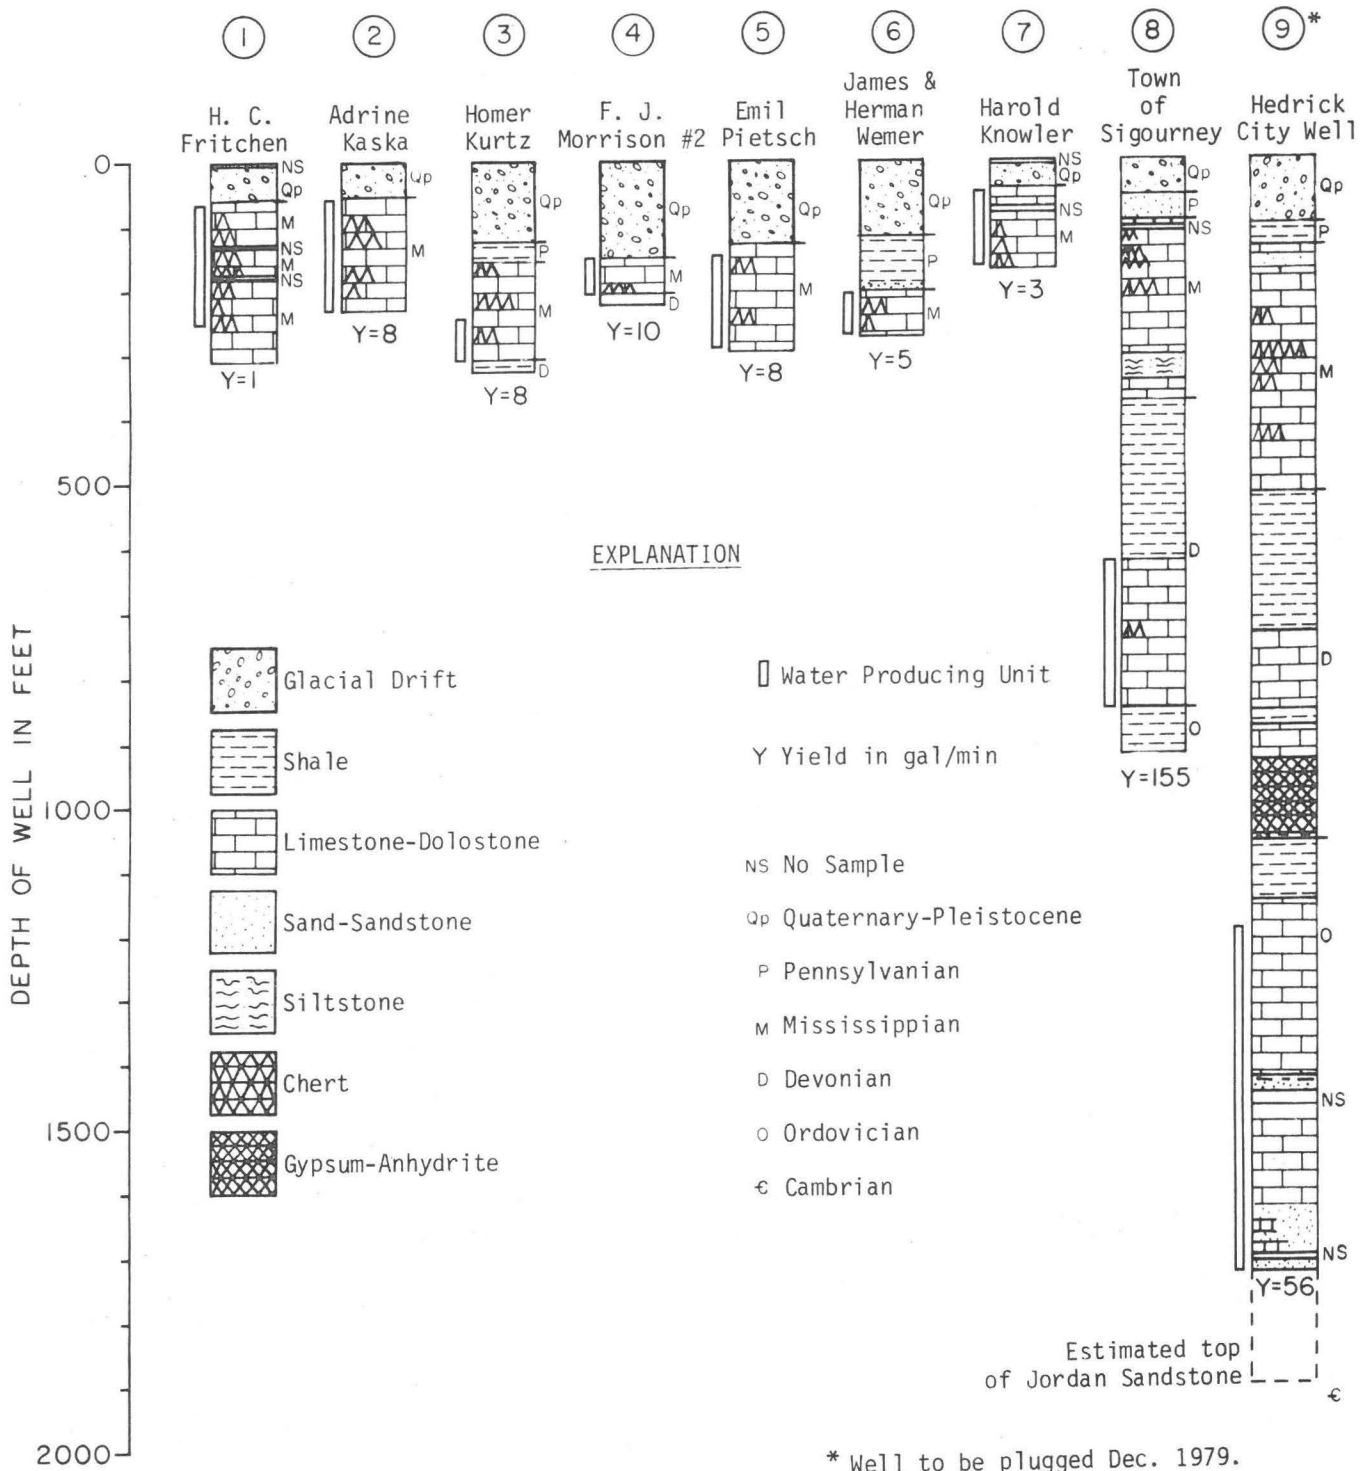 1
2
3
4
5
6
7
8
9*
H. C.
Fritchen
Adrine
Kaska
Homer
Kurtz
F. J.
Morrison #2
Emil
Pietsch
James &
Herman
Wemer
Harold
Knowler
Town
of
Sigourney
Hedrick
City Well
DEPTH OF WELL IN FEET
0
500
1000
1500
2000
NS
Qp
M
NS
M
NS
M
Y=1
Qp
M
Y=8
Qp
P
M
D
Y=8
Qp
M
D
Y=10
Qp
M
Y=8
Qp
P
M
Y=5
NS
Qp
NS
M
Y=3
Qp
P
NS
M
D
O
Y=155
Qp
P
M
D
O
NS
NS
Y=56
Estimated top
of Jordan Sandstone
€
EXPLANATION
Glacial Drift
Shale
Limestone-Dolostone
Sand-Sandstone
Siltstone
Chert
Gypsum-Anhydrite
Water Producing Unit
Y Yield in gal/min
NS No Sample
Qp Quaternary-Pleistocene
P Pennsylvanian
M Mississippian
D Devonian
O Ordovician
€ Cambrian
* Well to be plugged Dec. 1979.